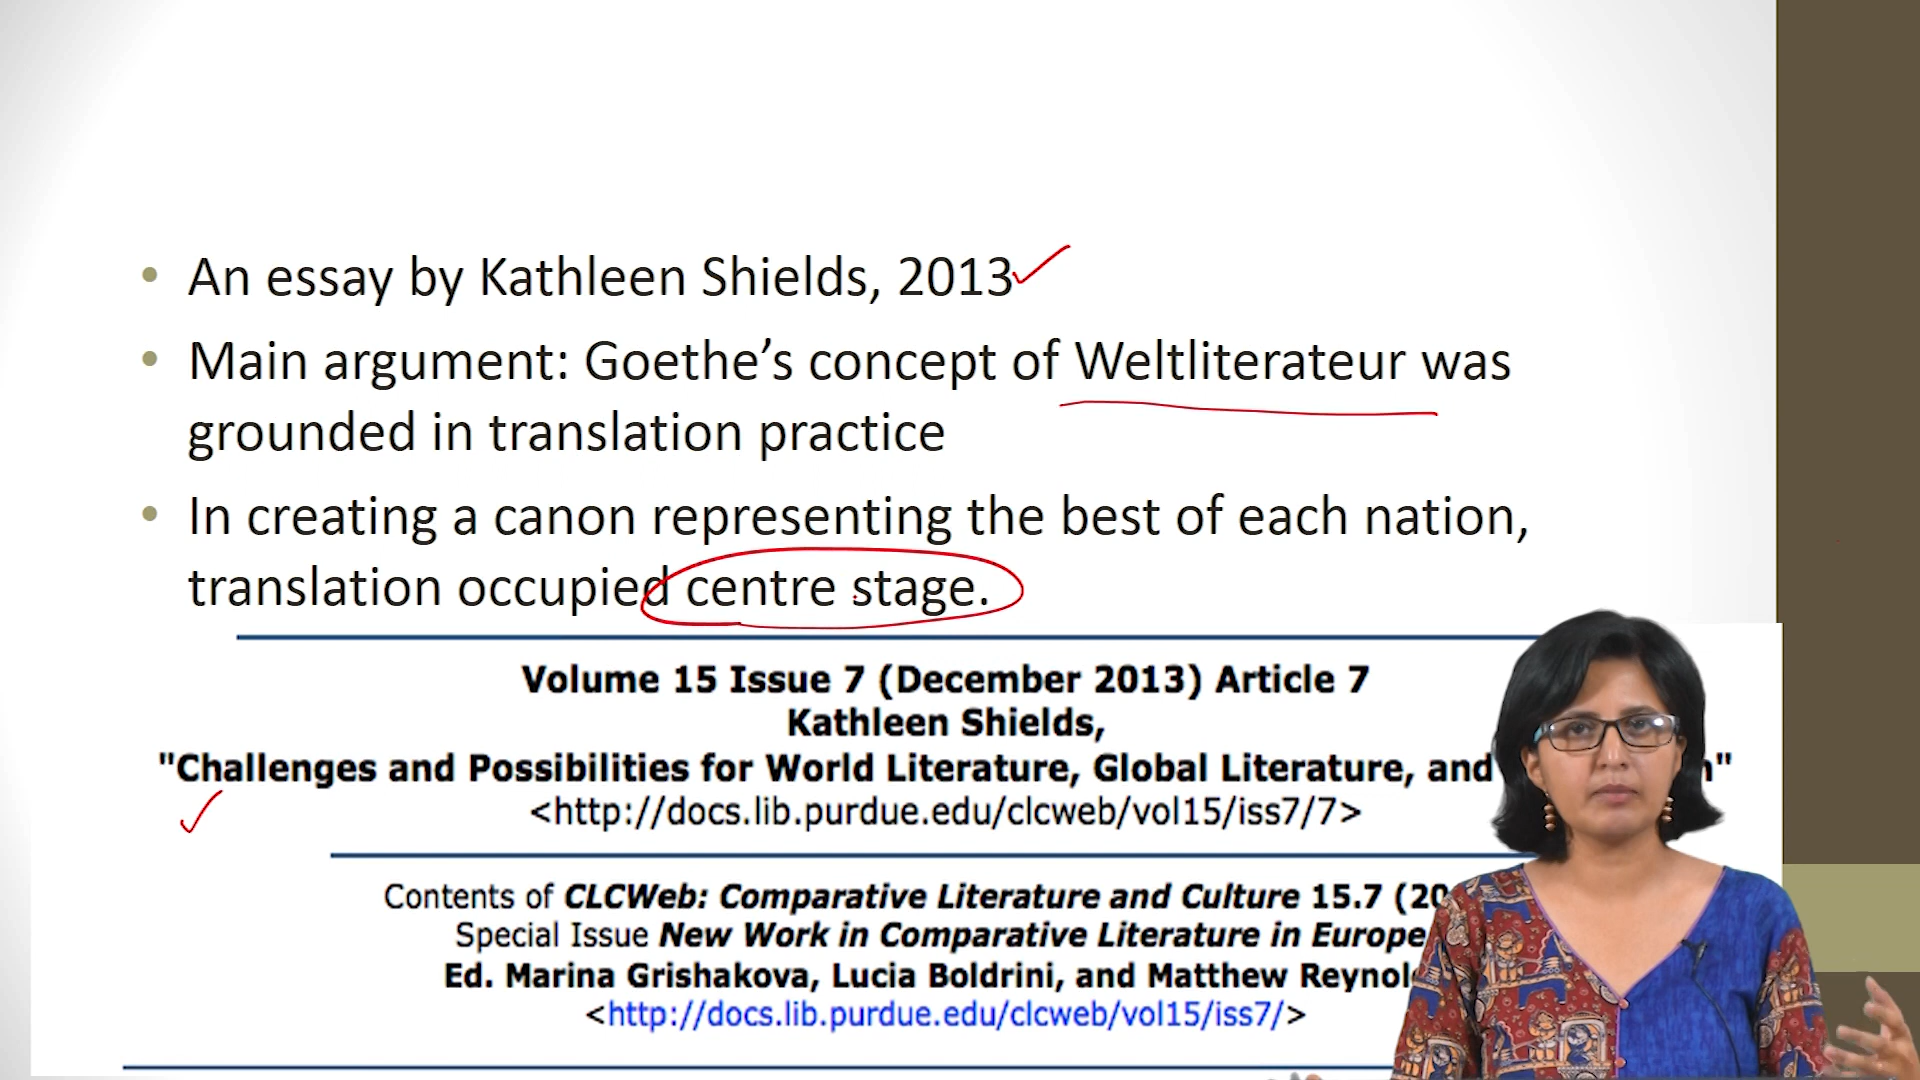 • An essay by Kathleen Shields, 2013
• Main argument: Goethe’s concept of Weltliterateur was
grounded in translation practice
• In creating a canon representing the best of each nation,
translation occupied centre stage.
Volume 15 Issue 7 (December 2013) Article 7
Kathleen Shields,
"Challenges and Possibilities for World Literature, Global Literature, and
<http://docs.lib.purdue.edu/clcweb/vol15/iss7/7>
Contents of CLCWeb: Comparative Literature and Culture 15.7
Special Issue New Work in Comparative Literature in Europe
Ed. Marina Grishakova, Lucia Boldrini, and Matthew
<http://docs.lib.purdue.edu/clcweb/vol15/iss7/>